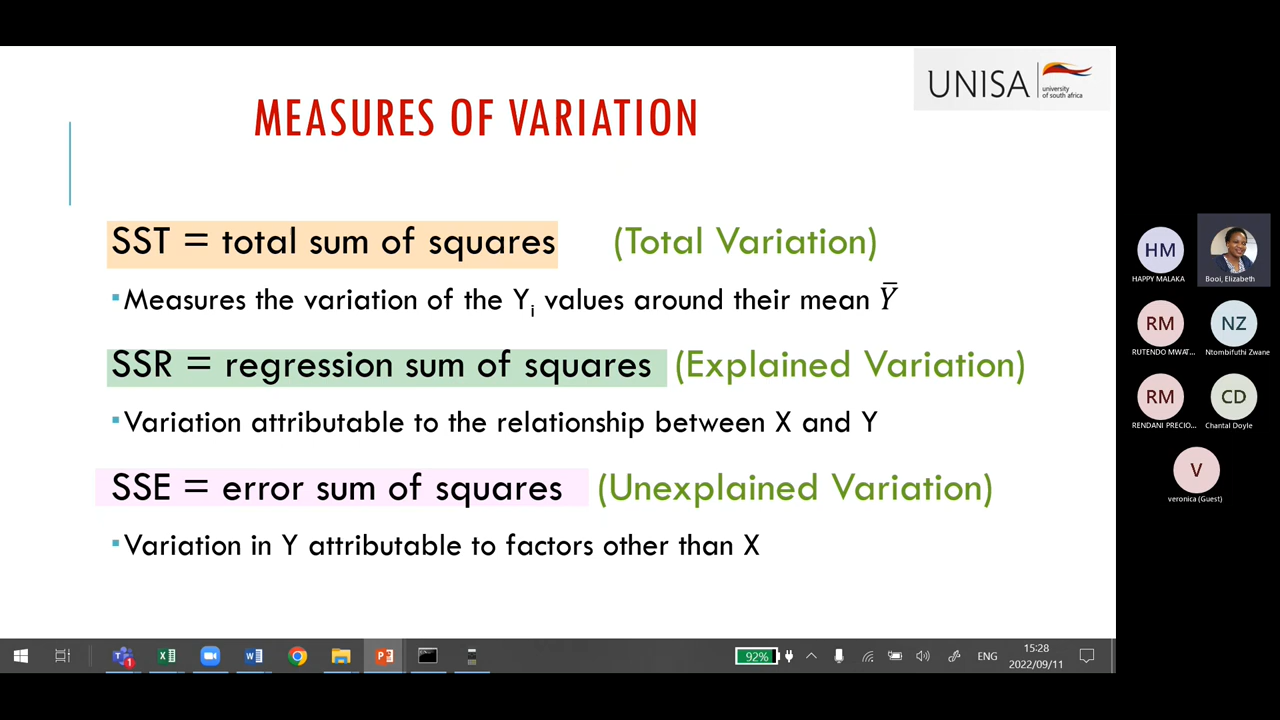 UNISA
university
of south africa
MEASURES OF VARIATION
SST = total sum of squares (Total Variation)
▪Measures the variation of the Yi values around their mean Ȳ
SSR = regression sum of squares (Explained Variation)
▪Variation attributable to the relationship between X and Y
SSE = error sum of squares (Unexplained Variation)
▪Variation in Y attributable to factors other than X
HM
HAPPY MALAKA
Booi, Elizabeth
RM
RUTENDO MWAT...
NZ
Ntombifuthi Zwane
RM
RENDANI PRECIO...
CD
Chantal Doyle
V
veronica (Guest)
1
92%
ENG
15:28
2022/09/11